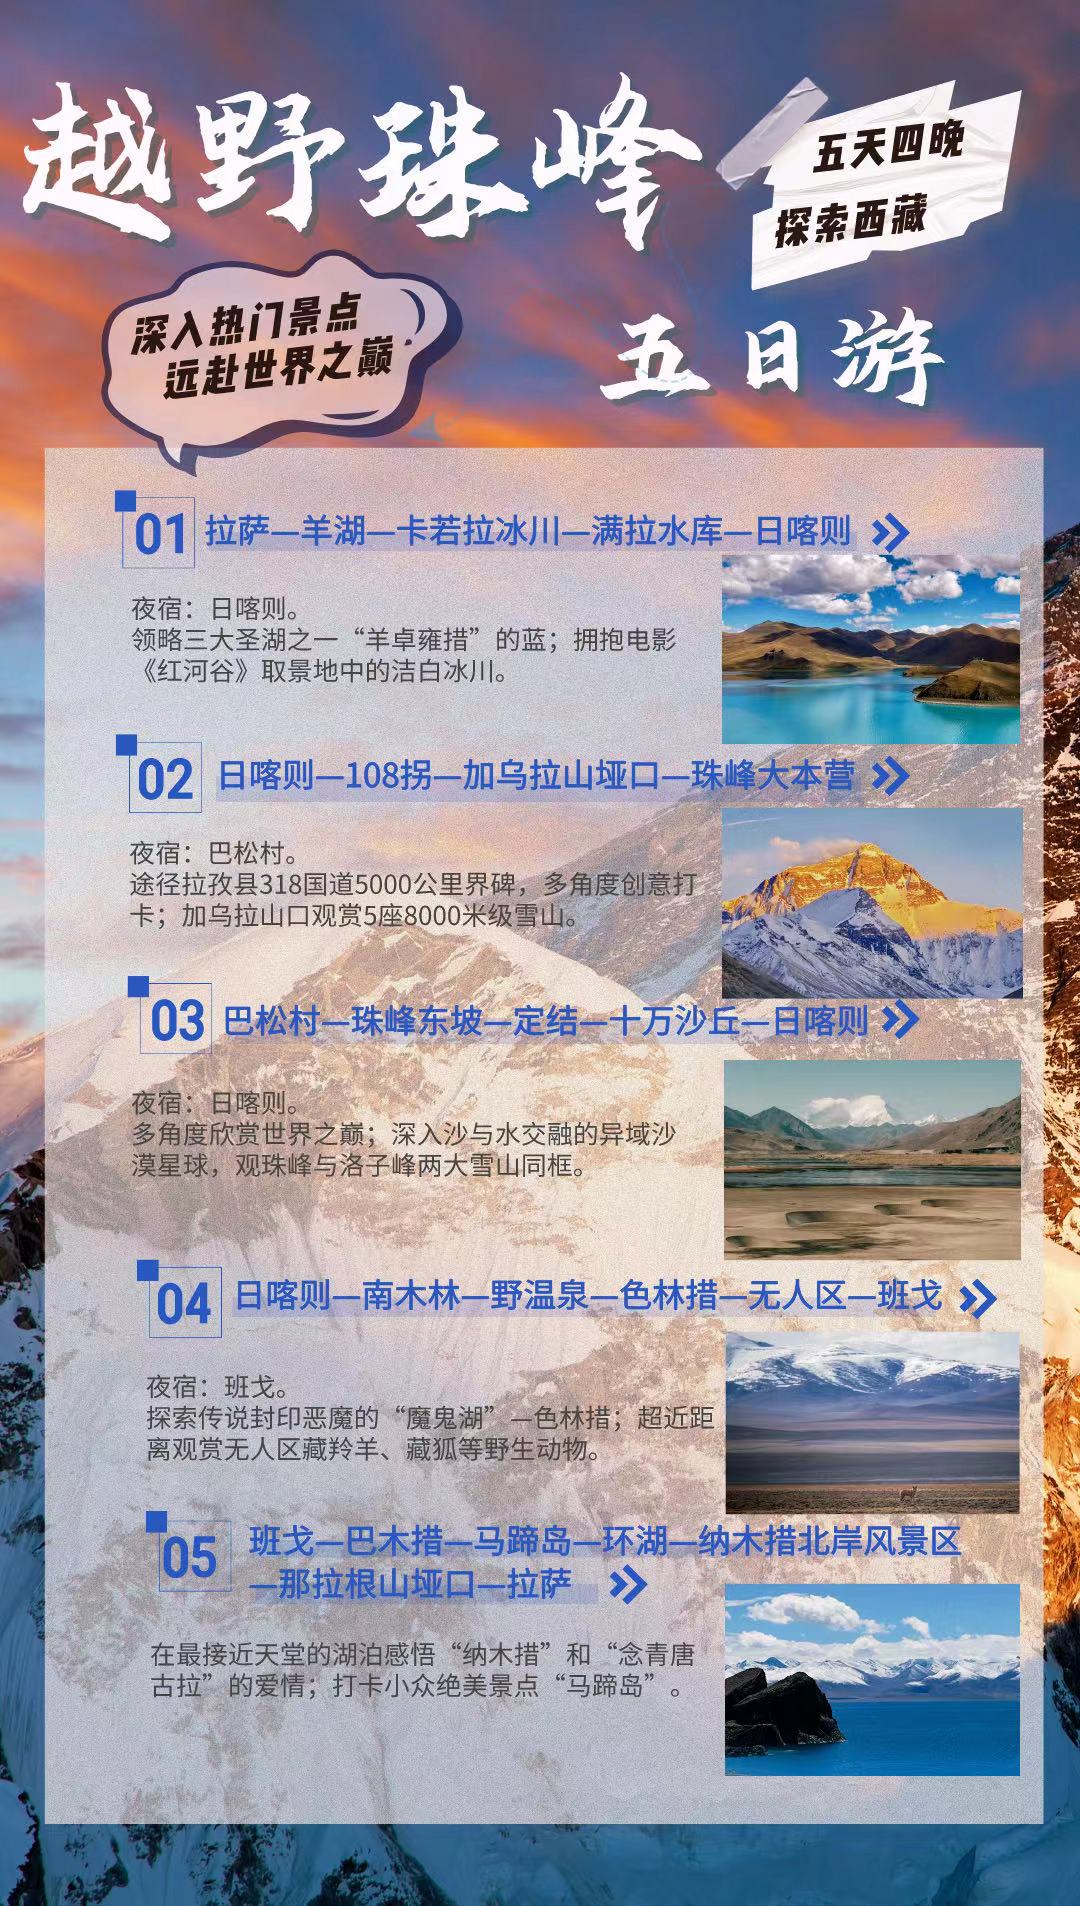 越野珠峰
五天四晚
探索西藏
深入热门景点
远赴世界之巅
五日游
01 拉萨—羊湖—卡若拉冰川—满拉水库—日喀则
夜宿：日喀则。
领略三大圣湖之一“羊卓雍措”的蓝；拥抱电影
《红河谷》取景地中的洁白冰川。
02 日喀则—108拐—加乌拉山垭口—珠峰大本营
夜宿：巴松村。
途径拉孜县318国道5000公里界碑，多角度创意打
卡；加乌拉山口观赏5座8000米级雪山。
03 巴松村—珠峰东坡—定结—十万沙丘—日喀则
夜宿：日喀则。
多角度欣赏世界之巅；深入沙与水交融的异域沙
漠星球，观珠峰与洛子峰两大雪山同框。
04 日喀则—南木林—野温泉—色林措—无人区—班戈
夜宿：班戈。
探索传说封印恶魔的“魔鬼湖”—色林措；超近距
离观赏无人区藏羚羊、藏狐等野生动物。
05 班戈—巴木措—马蹄岛—环湖—纳木措北岸风景区
—那拉根山垭口—拉萨
在最接近天堂的湖泊感悟“纳木措”和“念青唐
古拉”的爱情；打卡小众绝美景点“马蹄岛”。